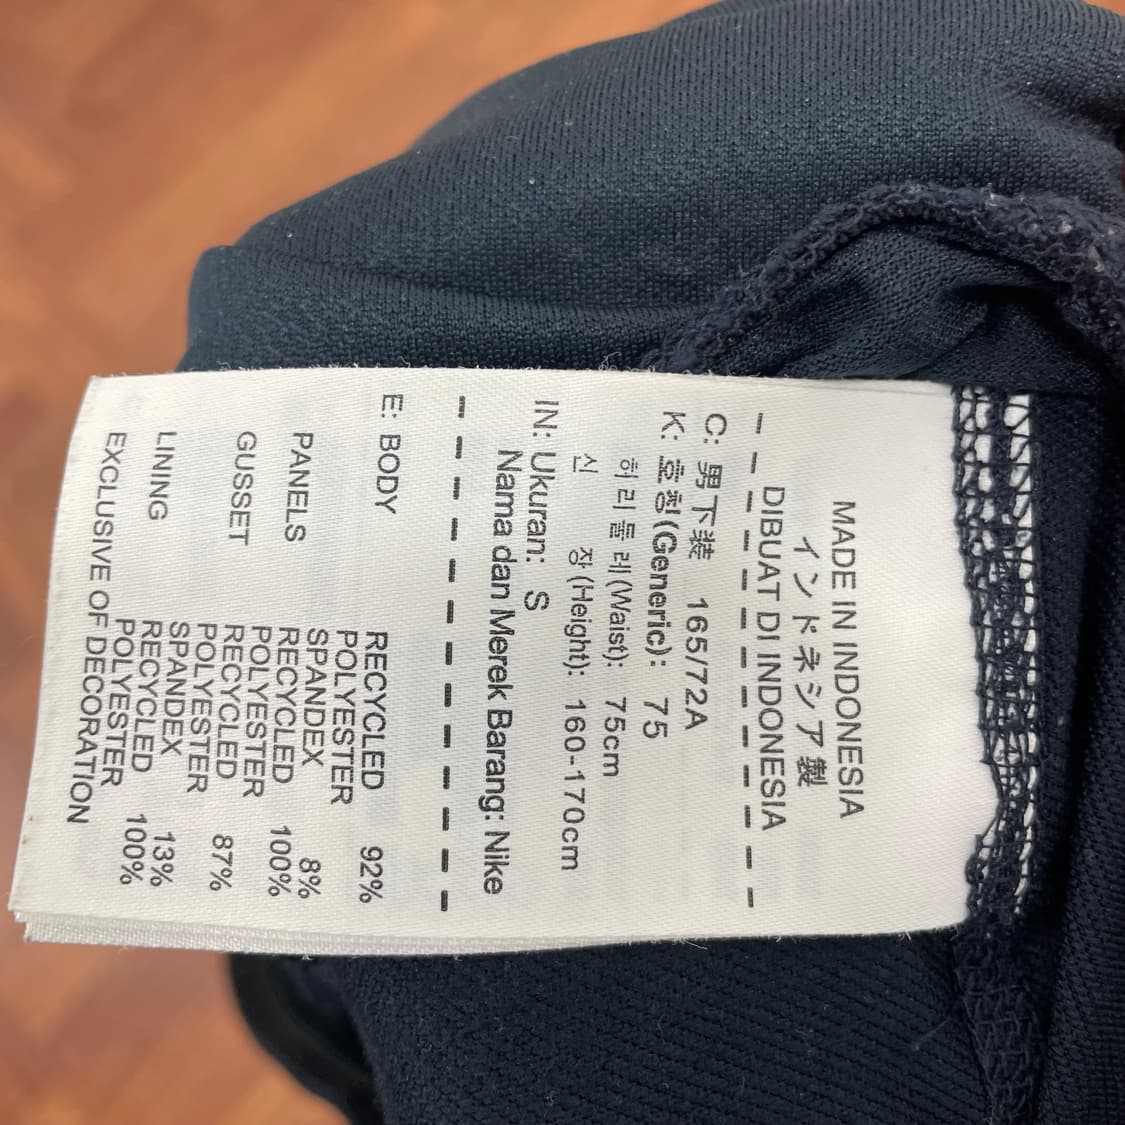 MADE IN INDONESIA
インドネシア製
DIBUAT DI INDONESIA
C: 男下装 165/72A
K: 호칭(Generic): 75
허리둘레(Waist): 75cm
신 장(Height): 160-170cm
IN: Ukuran: S
Nama dan Merek Barang: Nike
E: BODY RECYCLED 92%
POLYESTER
SPANDEX 8%
PANELS RECYCLED 100%
POLYESTER
GUSSET RECYCLED 87%
POLYESTER
SPANDEX 13%
LINING RECYCLED 100%
POLYESTER
EXCLUSIVE OF DECORATION